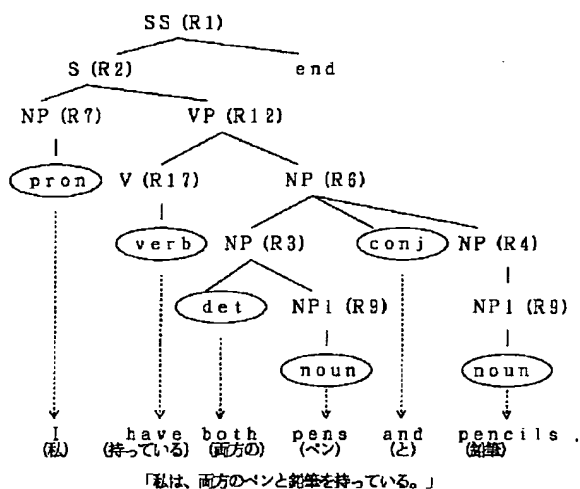 SS (R1)
S (R2) end
NP (R7) VP (R12)
pron V (R17) NP (R6)
verb NP (R3) conj NP (R4)
det NP1 (R9) NP1 (R9)
noun noun
I have both pens and pencils .
(私) (持っている) (両方の) (ペン) (と) (鉛筆)
「私は、両方のペンと鉛筆を持っている。」